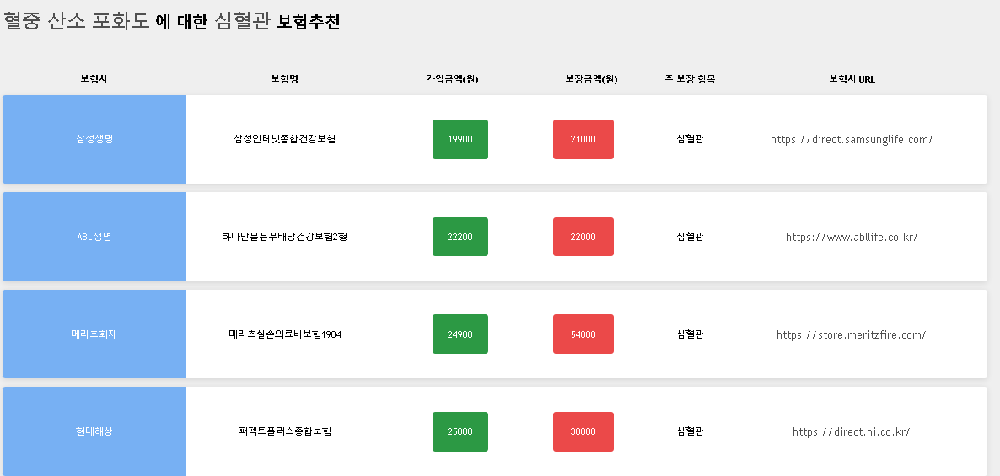 혈중 산소 포화도 에 대한 심혈관 보험추천
보험사 보험명 가입금액(원) 보장금액(원) 주 보장 항목 보험사 URL
삼성생명 삼성인터넷종합건강보험 19900 21000 심혈관 https://direct.samsunglife.com/
ABL생명 하나만묻는무배당건강보험2형 22200 22000 심혈관 https://www.abllife.co.kr/
메리츠화재 메리츠실손의료비보험1904 24900 54800 심혈관 https://store.meritzfire.com/
현대해상 퍼펙트플러스종합보험 25000 30000 심혈관 https://direct.hi.co.kr/